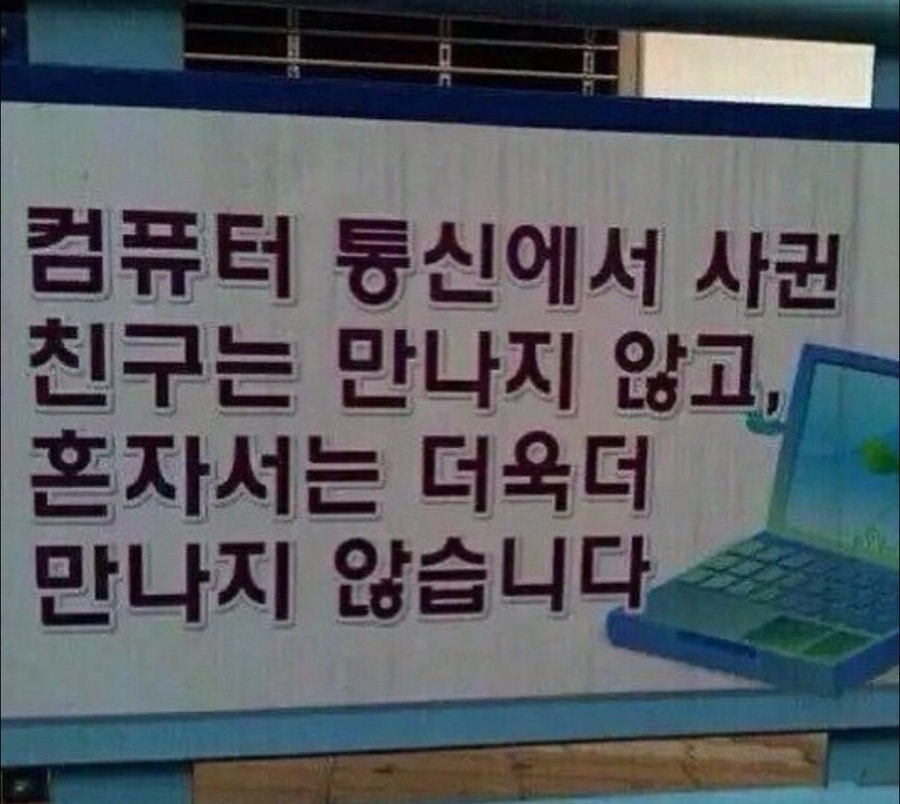 컴퓨터 통신에서 사귄
친구는 만나지 않고,
혼자서는 더욱더
만나지 않습니다